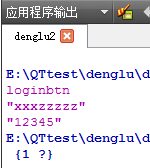 应用程序输出
denglu2
E:\QTtest\denglu\d
loginbtn
"xxxzzzzz"
"12345"
E:\QTtest\denglu\d
{1 ?}